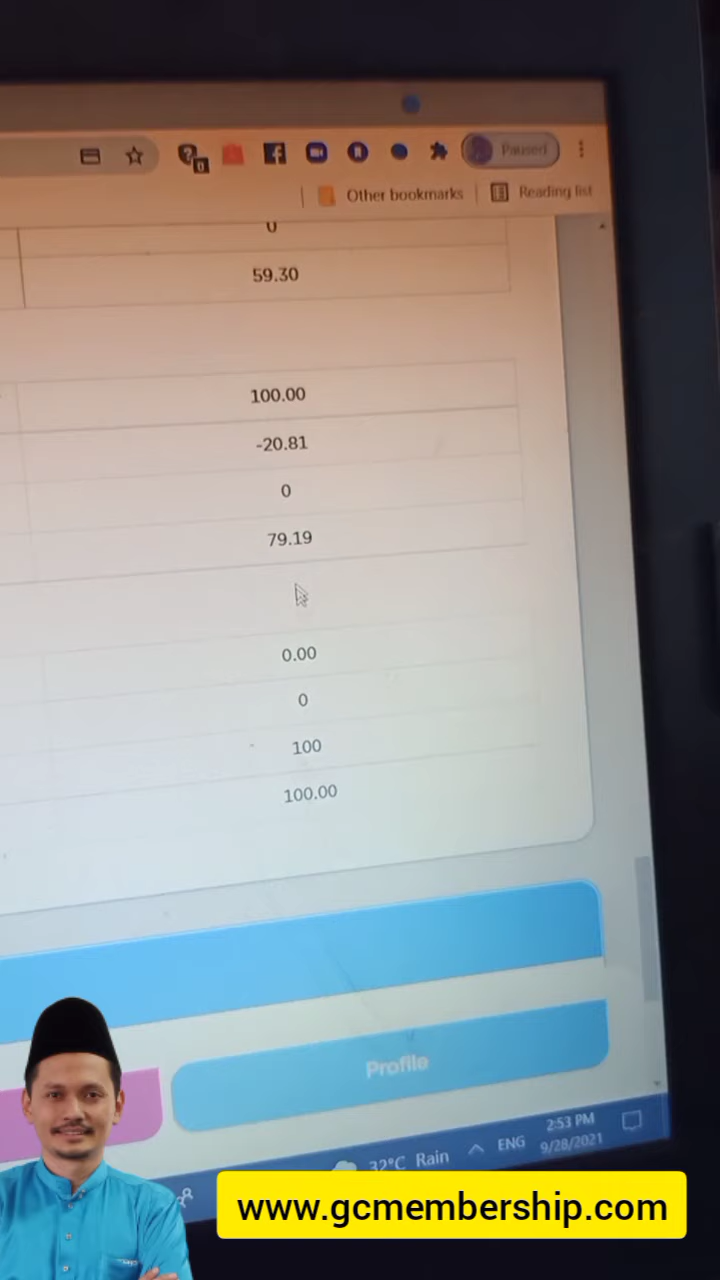 Paused
Other bookmarks
Reading list
0
59.30
100.00
-20.81
0
79.19
0.00
0
100
100.00
Profile
2:53 PM
32°C Rain
ENG
9/28/2021
www.gcmembership.com